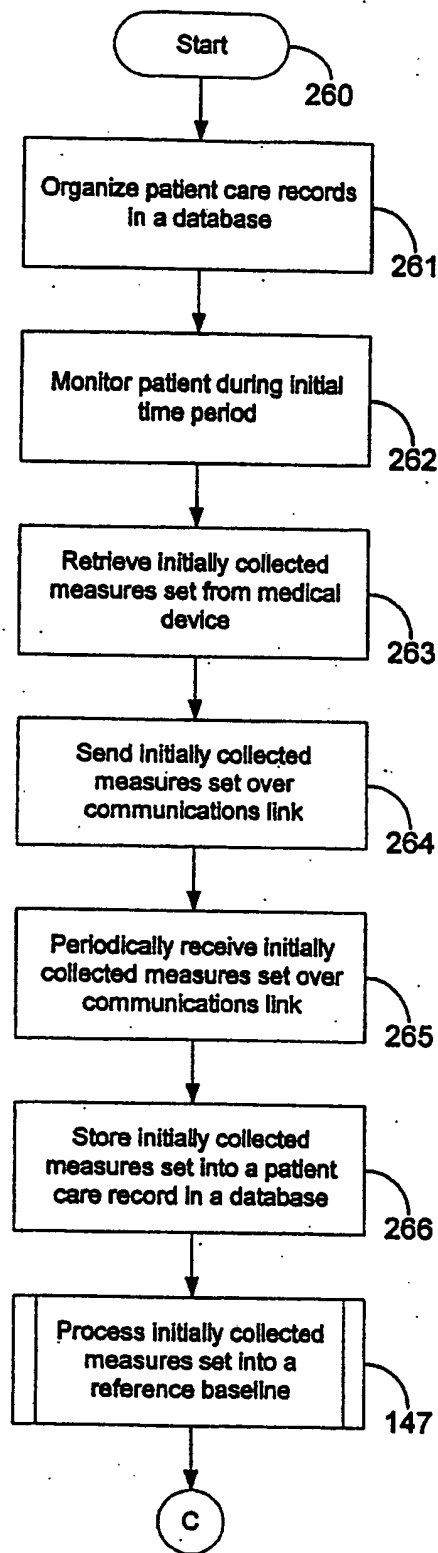 Start
260
Organize patient care records
in a database
261
Monitor patient during initial
time period
262
Retrieve initially collected
measures set from medical
device
263
Send initially collected
measures set over
communications link
264
Periodically receive initially
collected measures set over
communications link
265
Store initially collected
measures set into a patient
care record in a database
266
Process initially collected
measures set into a
reference baseline
147
C